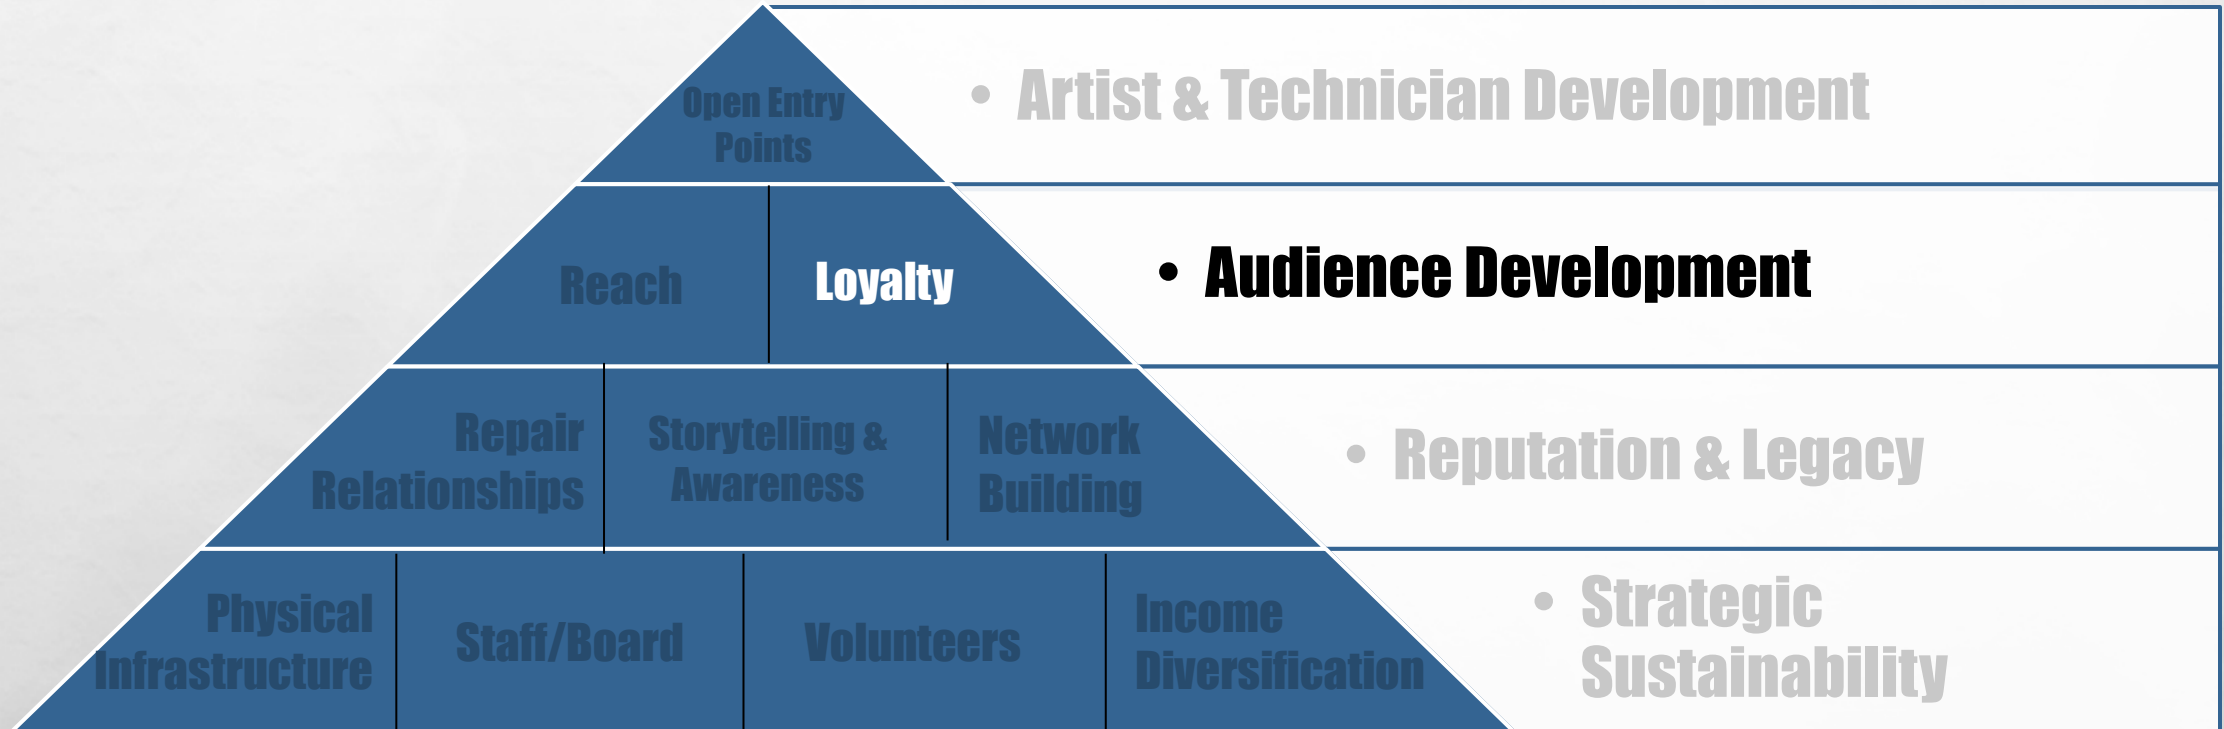 Open Entry
Points
• Artist & Technician Development
Reach
Loyalty
• Audience Development
Repair
Relationships
Storytelling &
Awareness
Network
Building
• Reputation & Legacy
Physical
Infrastructure
Staff/Board
Volunteers
Income
Diversification
• Strategic
Sustainability